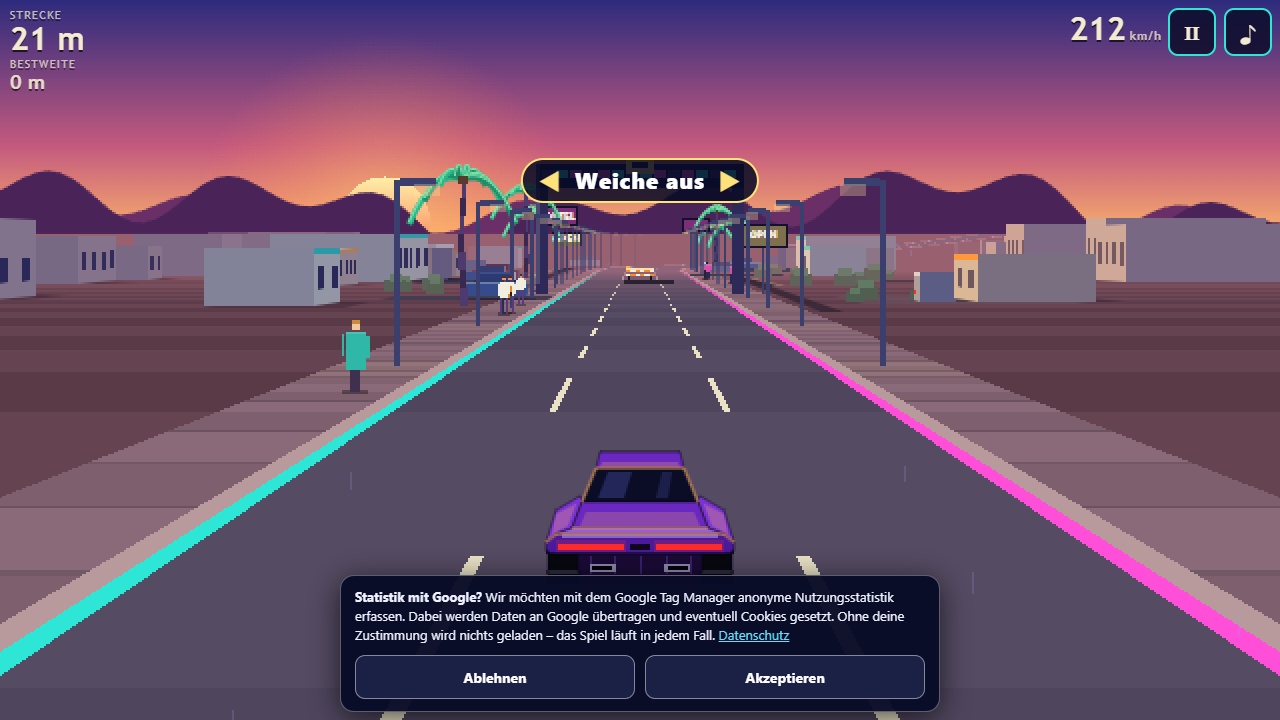 STRECKE
21 m
BESTWEITE
0 m
212 km/h
II
◀ Weiche aus ▶
OPEN
Statistik mit Google? Wir möchten mit dem Google Tag Manager anonyme Nutzungsstatistik
erfassen. Dabei werden Daten an Google übertragen und eventuell Cookies gesetzt. Ohne deine
Zustimmung wird nichts geladen – das Spiel läuft in jedem Fall. Datenschutz
Ablehnen
Akzeptieren